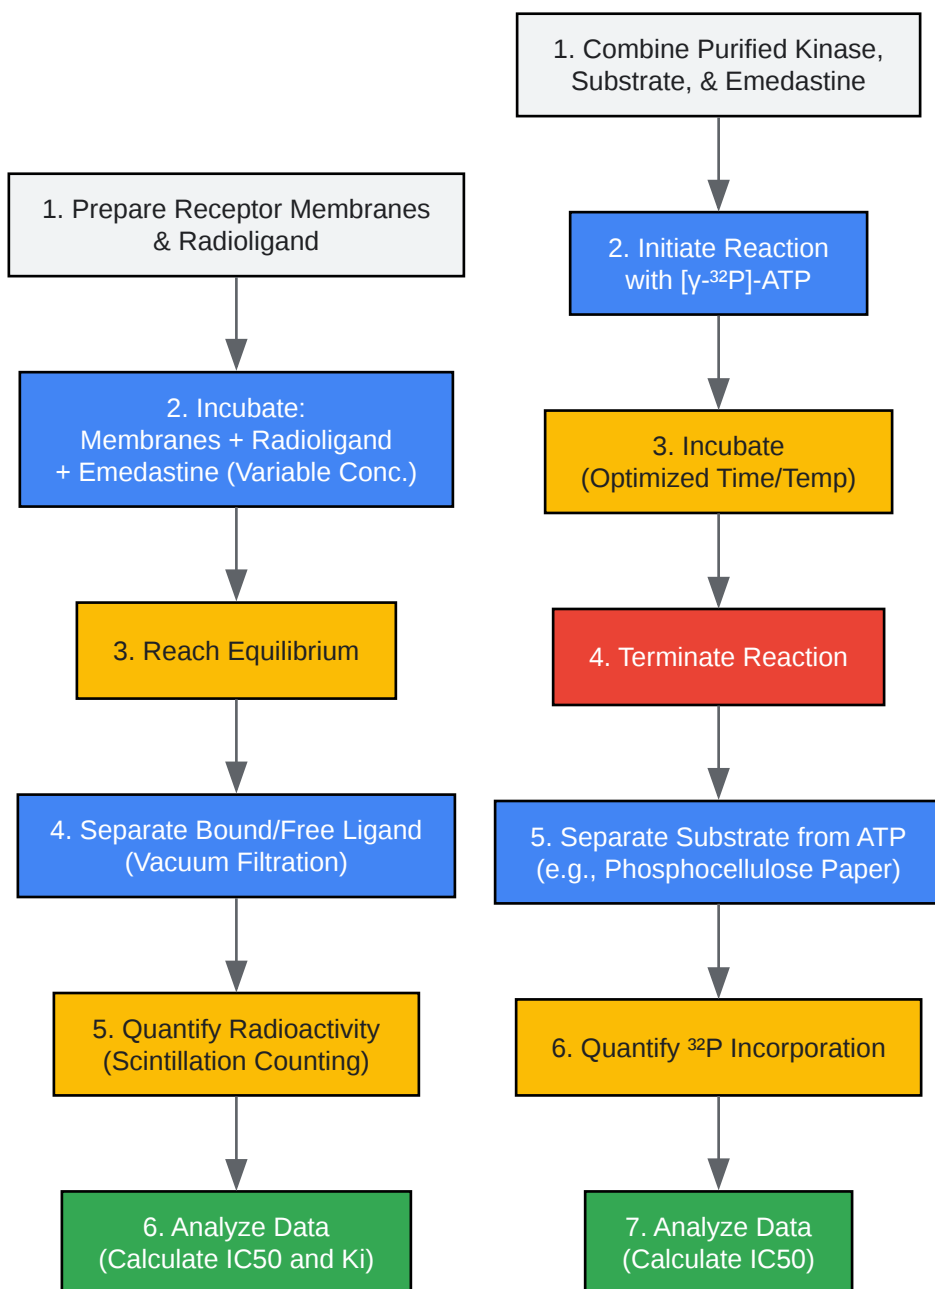 1. Prepare Receptor Membranes
& Radioligand
2. Incubate:
Membranes + Radioligand
+ Emedastine (Variable Conc.)
3. Reach Equilibrium
4. Separate Bound/Free Ligand
(Vacuum Filtration)
5. Quantify Radioactivity
(Scintillation Counting)
6. Analyze Data
(Calculate IC50 and Ki)
1. Combine Purified Kinase,
Substrate, & Emedastine
2. Initiate Reaction
with [γ-³²P]-ATP
3. Incubate
(Optimized Time/Temp)
4. Terminate Reaction
5. Separate Substrate from ATP
(e.g., Phosphocellulose Paper)
6. Quantify ³²P Incorporation
7. Analyze Data
(Calculate IC50)